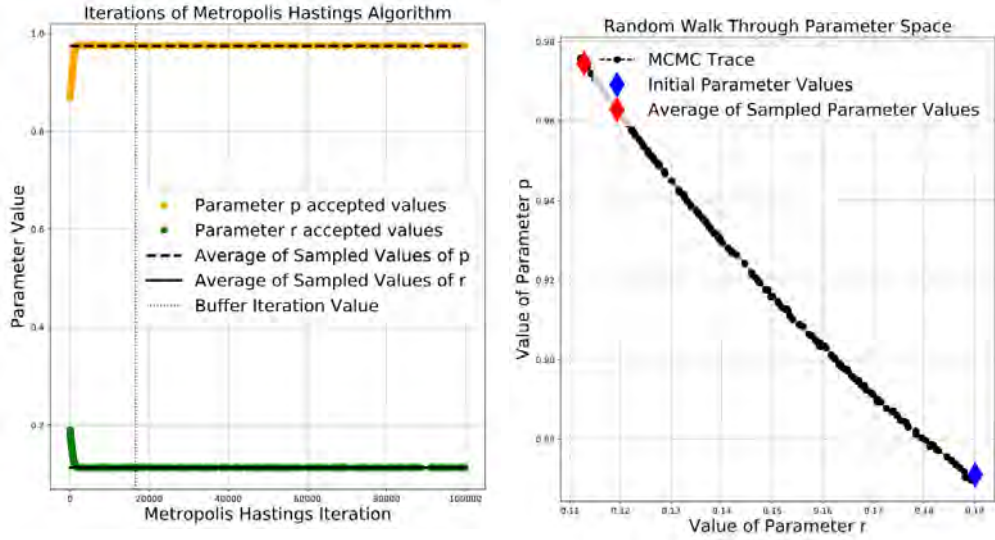 Iterations of Metropolis Hastings Algorithm
1.0
0.8
0.6
0.4
0.2
Parameter Value
Parameter p accepted values
Parameter r accepted values
Average of Sampled Values of p
Average of Sampled Values of r
Buffer Iteration Value
0 20000 40000 60000 80000 100000
Metropolis Hastings Iteration
Random Walk Through Parameter Space
0.98
0.96
0.94
0.92
0.90
0.88
Value of Parameter p
MCMC Trace
Initial Parameter Values
Average of Sampled Parameter Values
0.11 0.12 0.13 0.14 0.15 0.16 0.17 0.18 0.19
Value of Parameter r